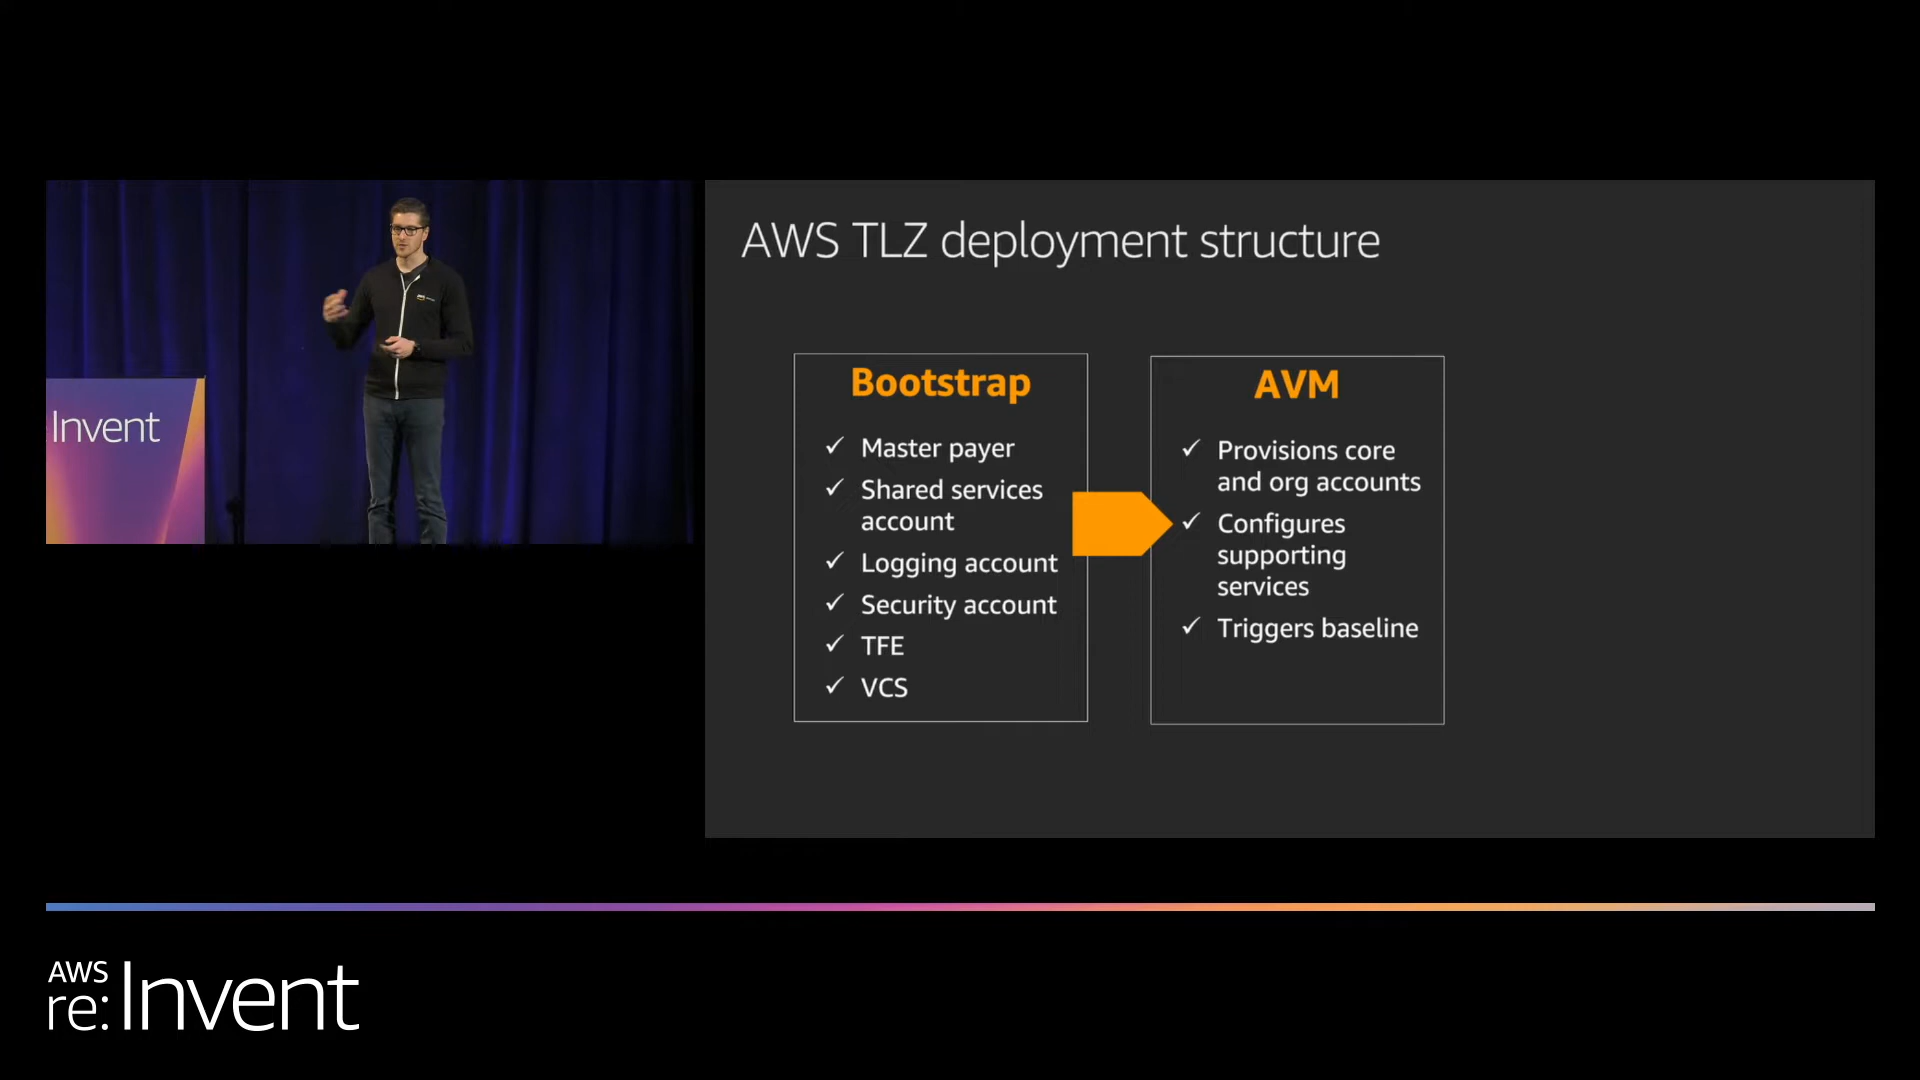 Invent
AWS TLZ deployment structure
Bootstrap
✓ Master payer
✓ Shared services
account
✓ Logging account
✓ Security account
✓ TFE
✓ VCS
AVM
✓ Provisions core
and org accounts
✓ Configures
supporting
services
✓ Triggers baseline
AWS
re:Invent